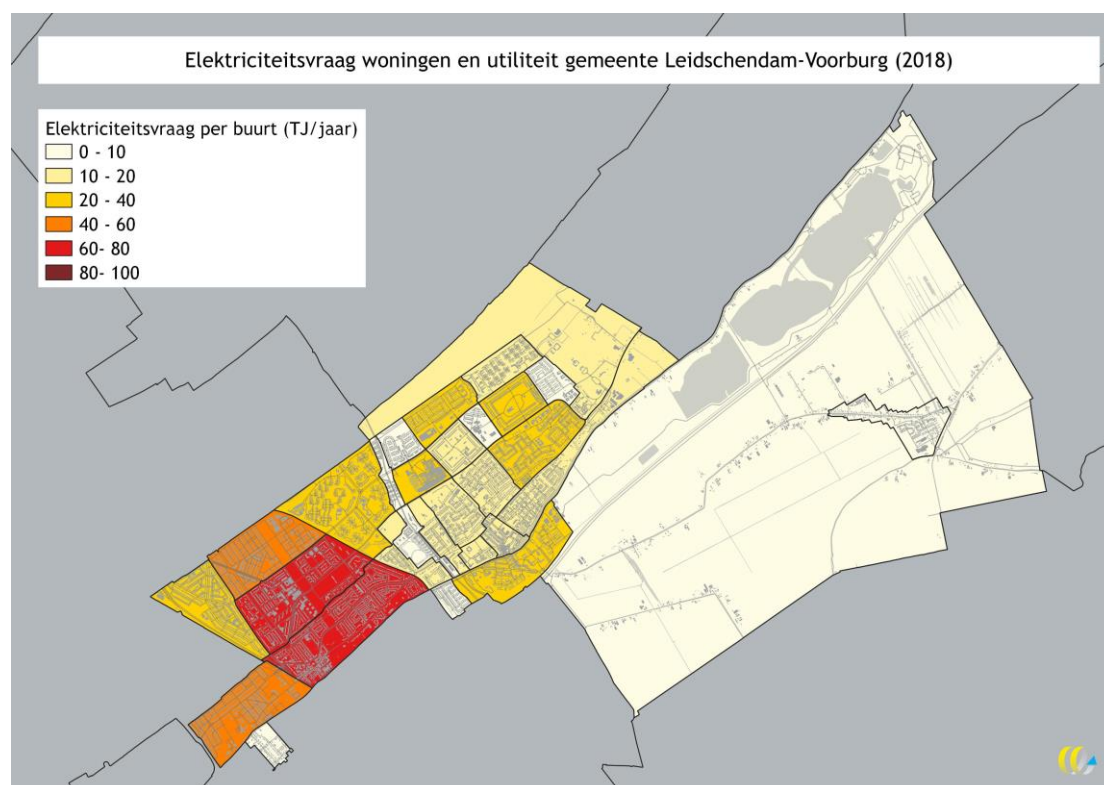 Elektriciteitsvraag woningen en utiliteit gemeente Leidschendam-Voorburg (2018)
Elektriciteitsvraag per buurt (TJ/jaar)
0 - 10
10 - 20
20 - 40
40 - 60
60- 80
80- 100